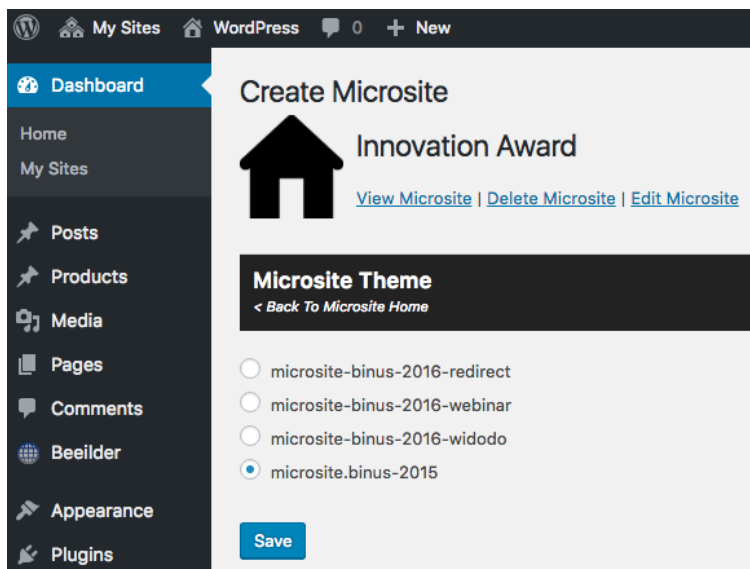 My Sites WordPress 0 + New
Dashboard
Home
My Sites
Posts
Products
Media
Pages
Comments
Beeilder
Appearance
Plugins
Create Microsite
Innovation Award
View Microsite | Delete Microsite | Edit Microsite
Microsite Theme
< Back To Microsite Home
microsite-binus-2016-redirect
microsite-binus-2016-webinar
microsite-binus-2016-widodo
microsite.binus-2015
Save